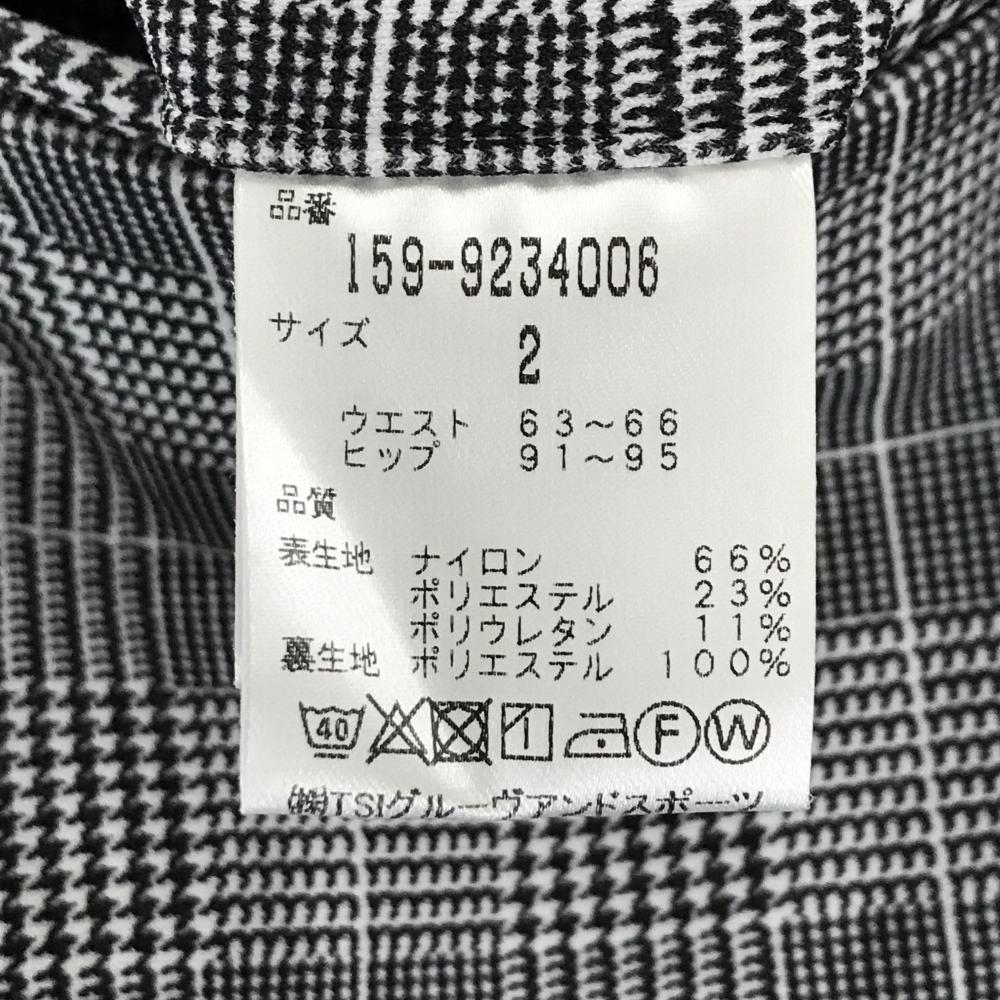 品番
159-9234006
サイズ
2
ウエスト 63～66
ヒップ 91～95
品質
表生地 ナイロン 66%
ポリエステル 23%
ポリウレタン 11%
裏生地 ポリエステル 100%
40 1 F W
㈱TSIグルーヴアンドスポーツ